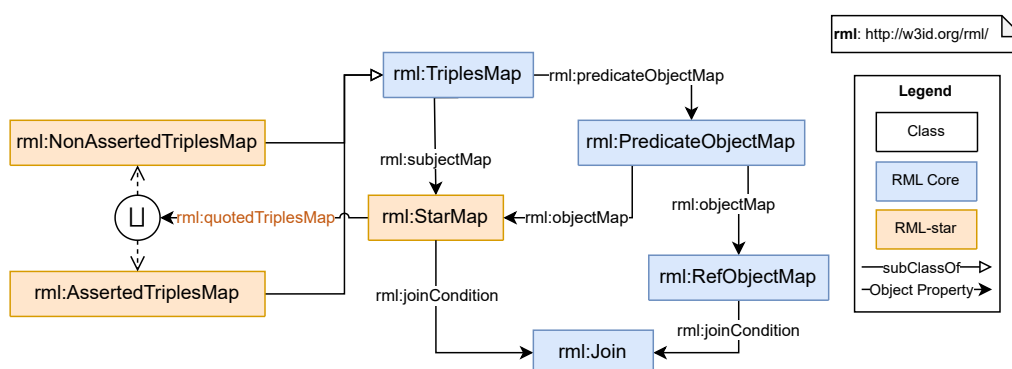 rml: http://w3id.org/rml/
rml:TriplesMap
rml:predicateObjectMap
Legend
Class
rml:NonAssertedTriplesMap
rml:PredicateObjectMap
rml:subjectMap
RML Core
rml:quotedTriplesMap
rml:StarMap
rml:objectMap
rml:objectMap
RML-star
rml:AssertedTriplesMap
rml:RefObjectMap
subClassOf
Object Property
rml:joinCondition
rml:joinCondition
rml:Join